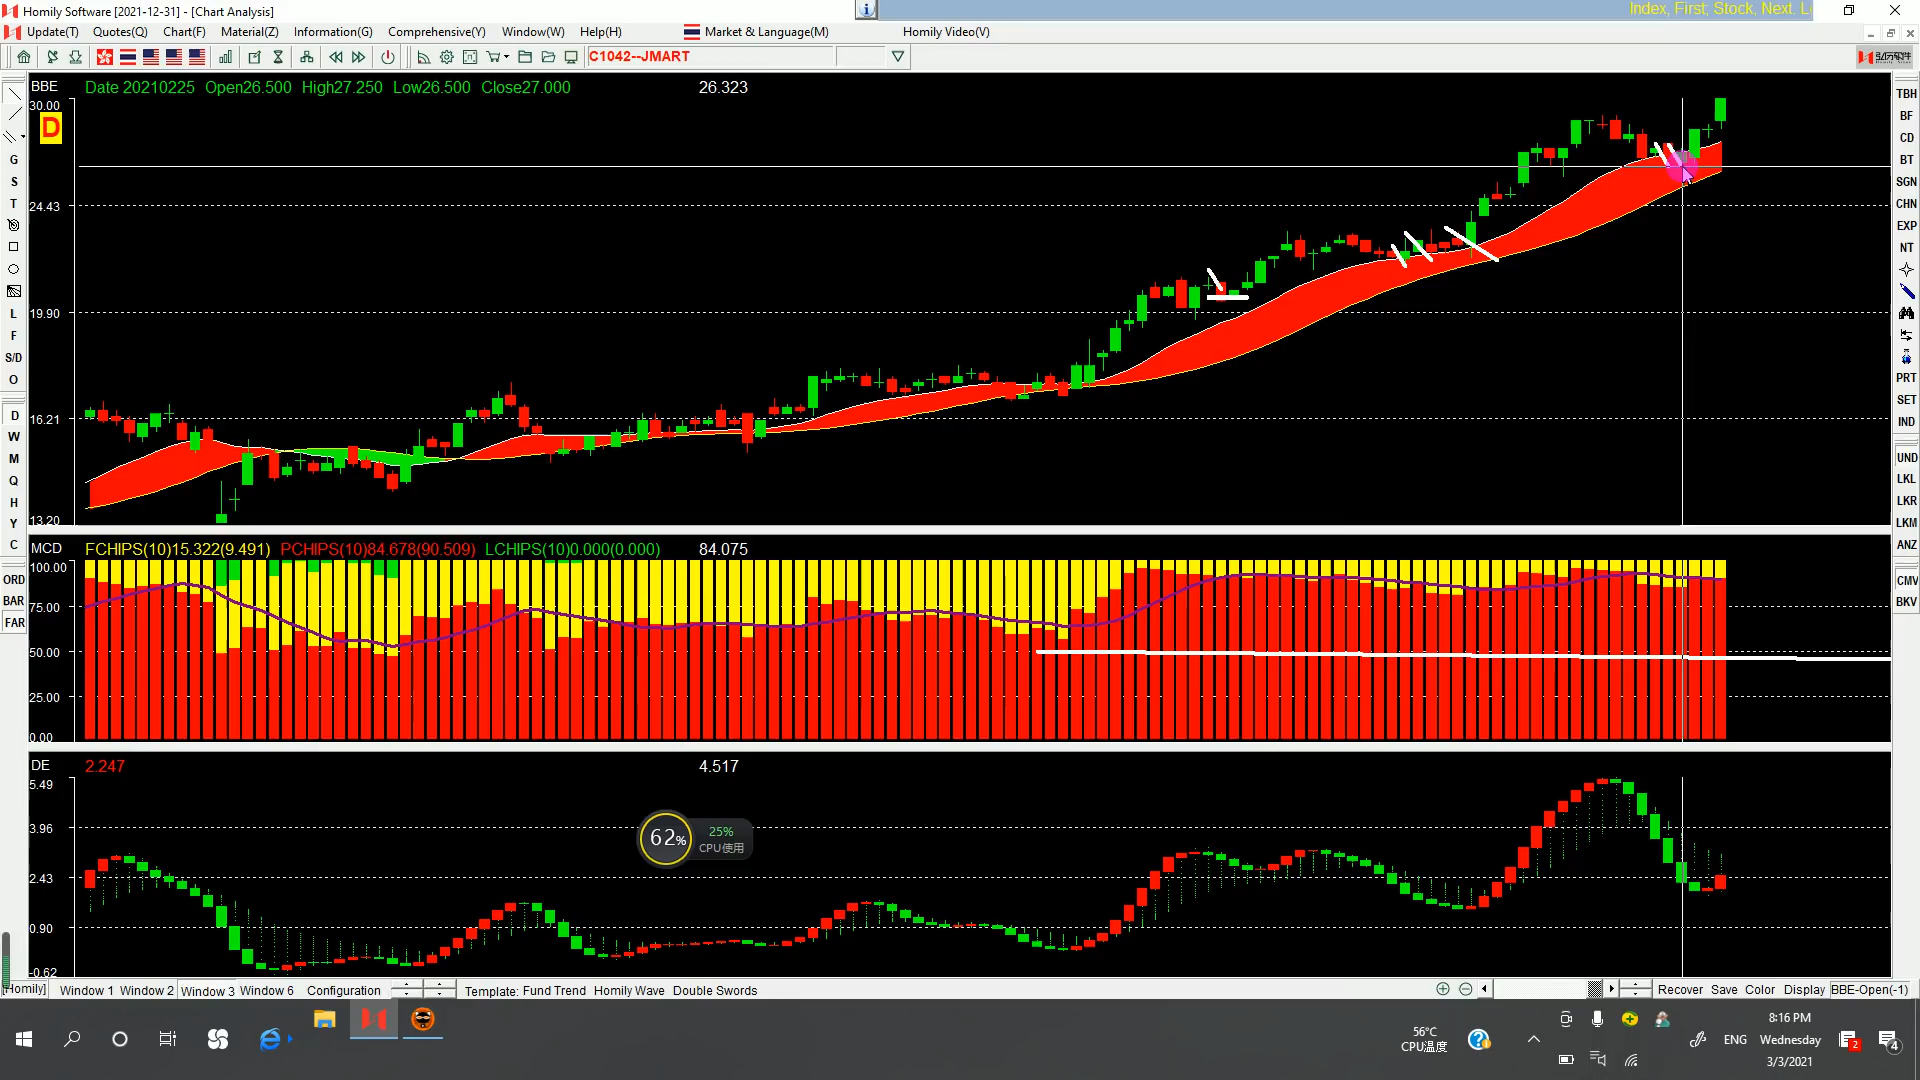 Homily Software [2021-12-31] - [Chart Analysis]
Index, First; Stock, Next. L
Update(T) Quotes(Q) Chart(F) Material(Z) Information(G) Comprehensive(Y) Window(W) Help(H) Market & Language(M) Homily Video(V)
C1042--JMART
弘历软件
BBE Date 20210225 Open26.500 High27.250 Low26.500 Close27.000 26.323
30.00
D
24.43
19.90
16.21
13.20
MCD FCHIPS(10)15.322(9.491) PCHIPS(10)84.678(90.509) LCHIPS(10)0.000(0.000) 84.075
100.00
75.00
50.00
25.00
0.00
DE 2.247 4.517
5.49
3.96
2.43
0.90
-0.62
62%
25%
CPU使用
G
S
T
L
F
S/D
O
D
W
M
Q
H
Y
C
ORD
BAR
FAR
TBH
BF
CD
BT
SGN
CHN
EXP
NT
PRT
SET
IND
UND
LKL
LKR
LKM
ANZ
CMV
BKV
[Homily] Window 1 Window 2 Window 3 Window 6 Configuration Template: Fund Trend Homily Wave Double Swords Recover Save Color Display BBE-Open(-1)
56°C
CPU温度
ENG
8:16 PM
Wednesday
3/3/2021
2
4